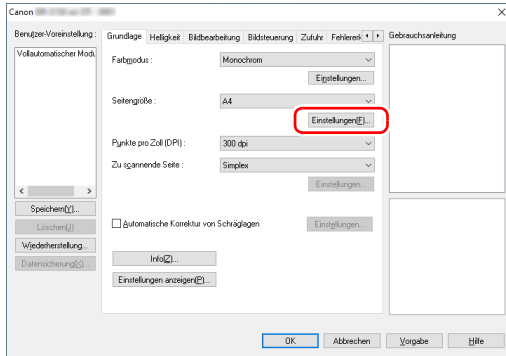 Canon
Benutzer-Voreinstellung :
Vollautomatischer Modu
Speichern(Y)...
Löschen(J)
Wiederherstellung...
Datensicherung(X)...
Grundlage Helligkeit Bildbearbeitung Bildsteuerung Zufuhr Fehlererk
Farbmodus : Monochrom
Einstellungen...
Seitengröße : A4
Einstellungen(F)...
Punkte pro Zoll (DPI) : 300 dpi
Zu scannende Seite : Simplex
Einstellungen...
Automatische Korrektur von Schräglagen Einstellungen...
Info(Z)...
Einstellungen anzeigen(P)...
Gebrauchsanleitung
OK Abbrechen Vorgabe Hilfe